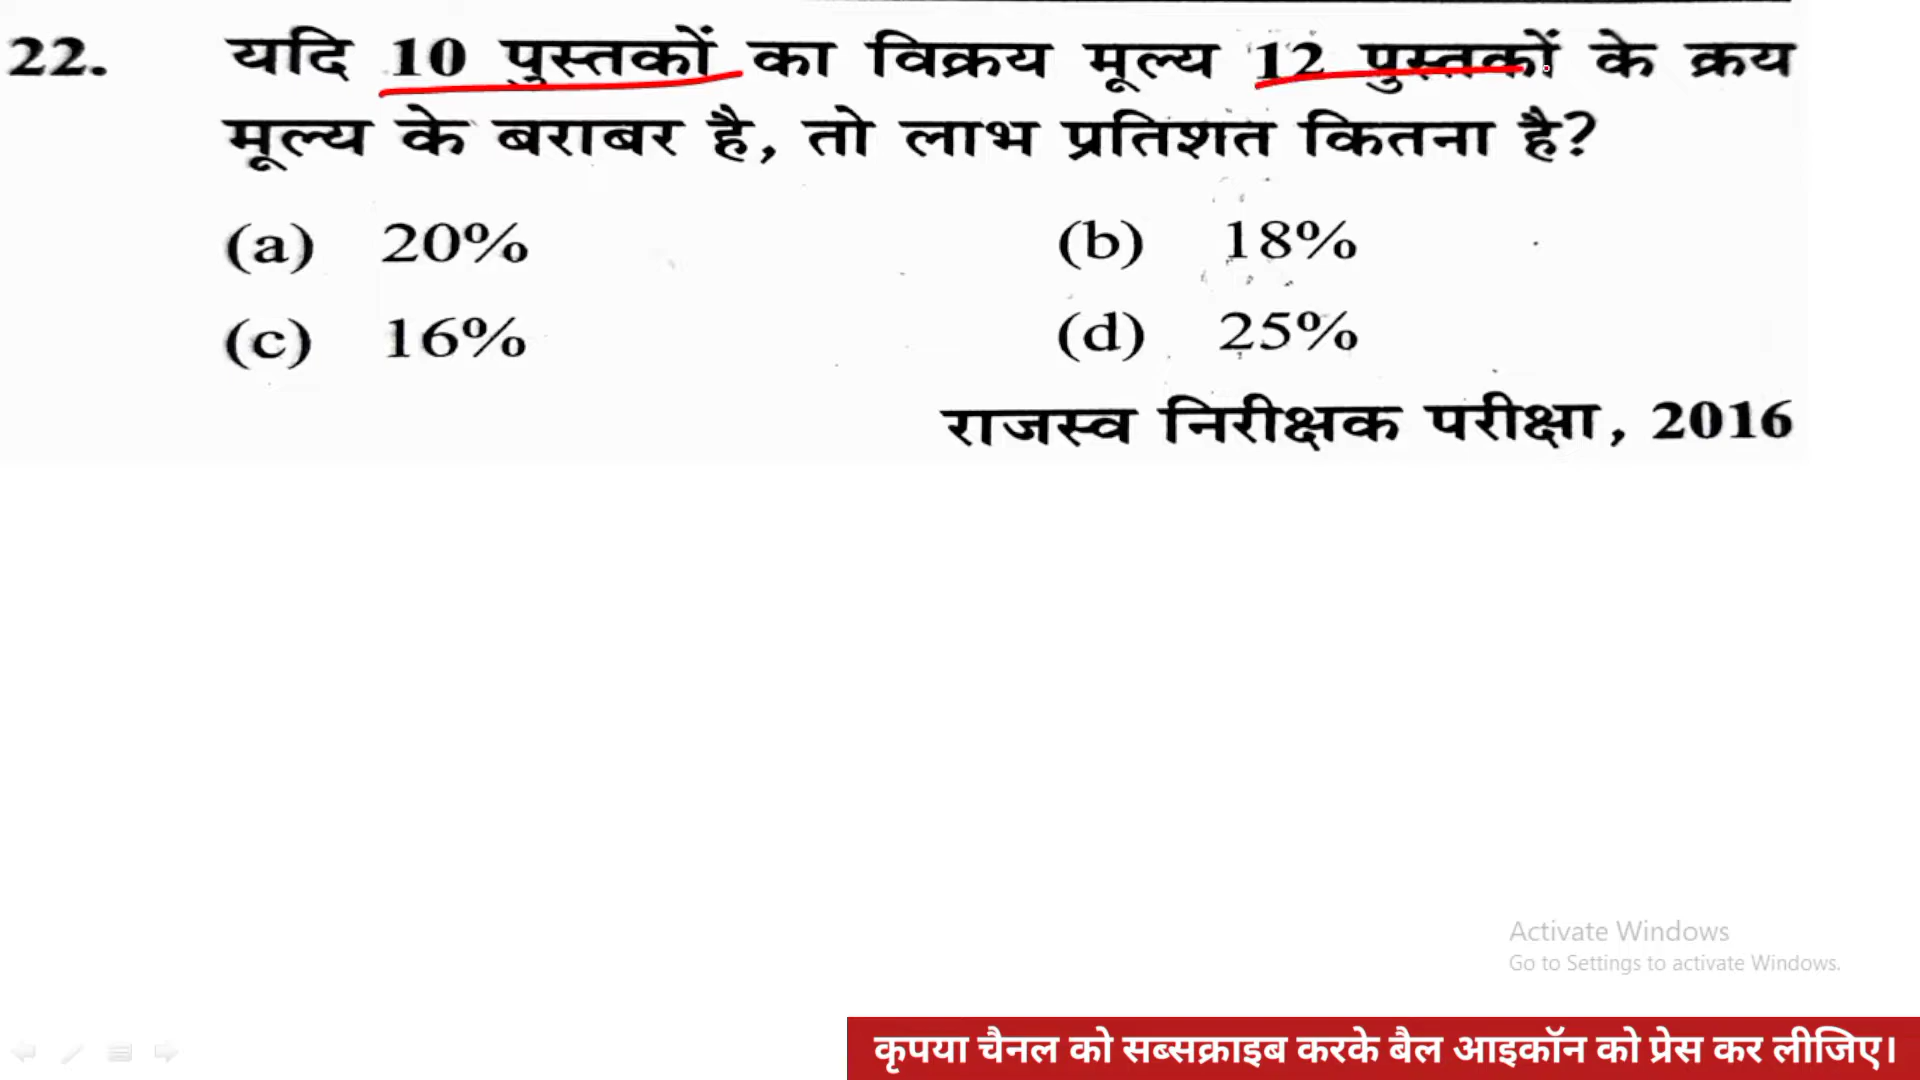 22. यदि 10 पुस्तकों का विक्रय मूल्य 12 पुस्तकों के क्रय
मूल्य के बराबर है, तो लाभ प्रतिशत कितना है?
(a) 20% (b) 18%
(c) 16% (d) 25%
राजस्व निरीक्षक परीक्षा, 2016
Activate Windows
Go to Settings to activate Windows.
कृपया चैनल को सब्सक्राइब करके बैल आइकॉन को प्रेस कर लीजिए।